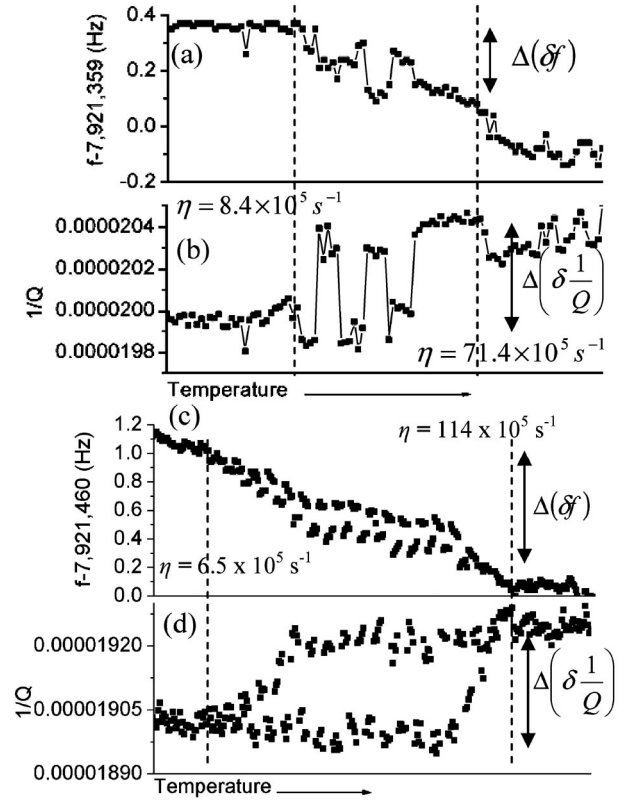 f-7,921,359 (Hz)
0.4
0.2
0.0
-0.2
(a)
Δ(δf)
1/Q
0.0000204
0.0000202
0.0000200
0.0000198
η = 8.4×10⁵ s⁻¹
(b)
Δ(δ 1/Q)
η = 71.4×10⁵ s⁻¹
Temperature
(c)
f-7,921,460 (Hz)
1.2
1.0
0.8
0.6
0.4
0.2
0.0
η = 114 x 10⁵ s⁻¹
Δ(δf)
η = 6.5 x 10⁵ s⁻¹
(d)
1/Q
0.00001920
0.00001905
0.00001890
Δ(δ 1/Q)
Temperature